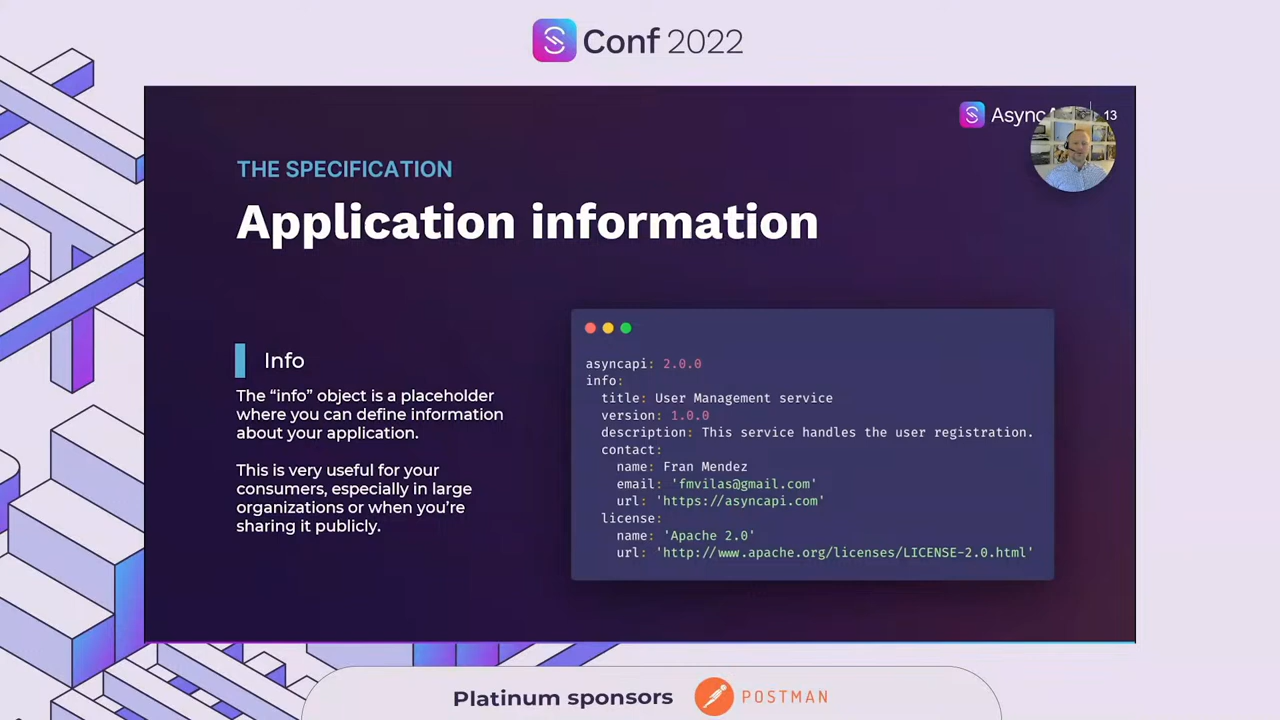 Conf 2022
Async
13
THE SPECIFICATION
Application information
Info
The “info” object is a placeholder
where you can define information
about your application.
This is very useful for your
consumers, especially in large
organizations or when you’re
sharing it publicly.
asyncapi: 2.0.0
info:
title: User Management service
version: 1.0.0
description: This service handles the user registration.
contact:
name: Fran Mendez
email: 'fmvilas@gmail.com'
url: 'https://asyncapi.com'
license:
name: 'Apache 2.0'
url: 'http://www.apache.org/licenses/LICENSE-2.0.html'
Platinum sponsors
POSTMAN